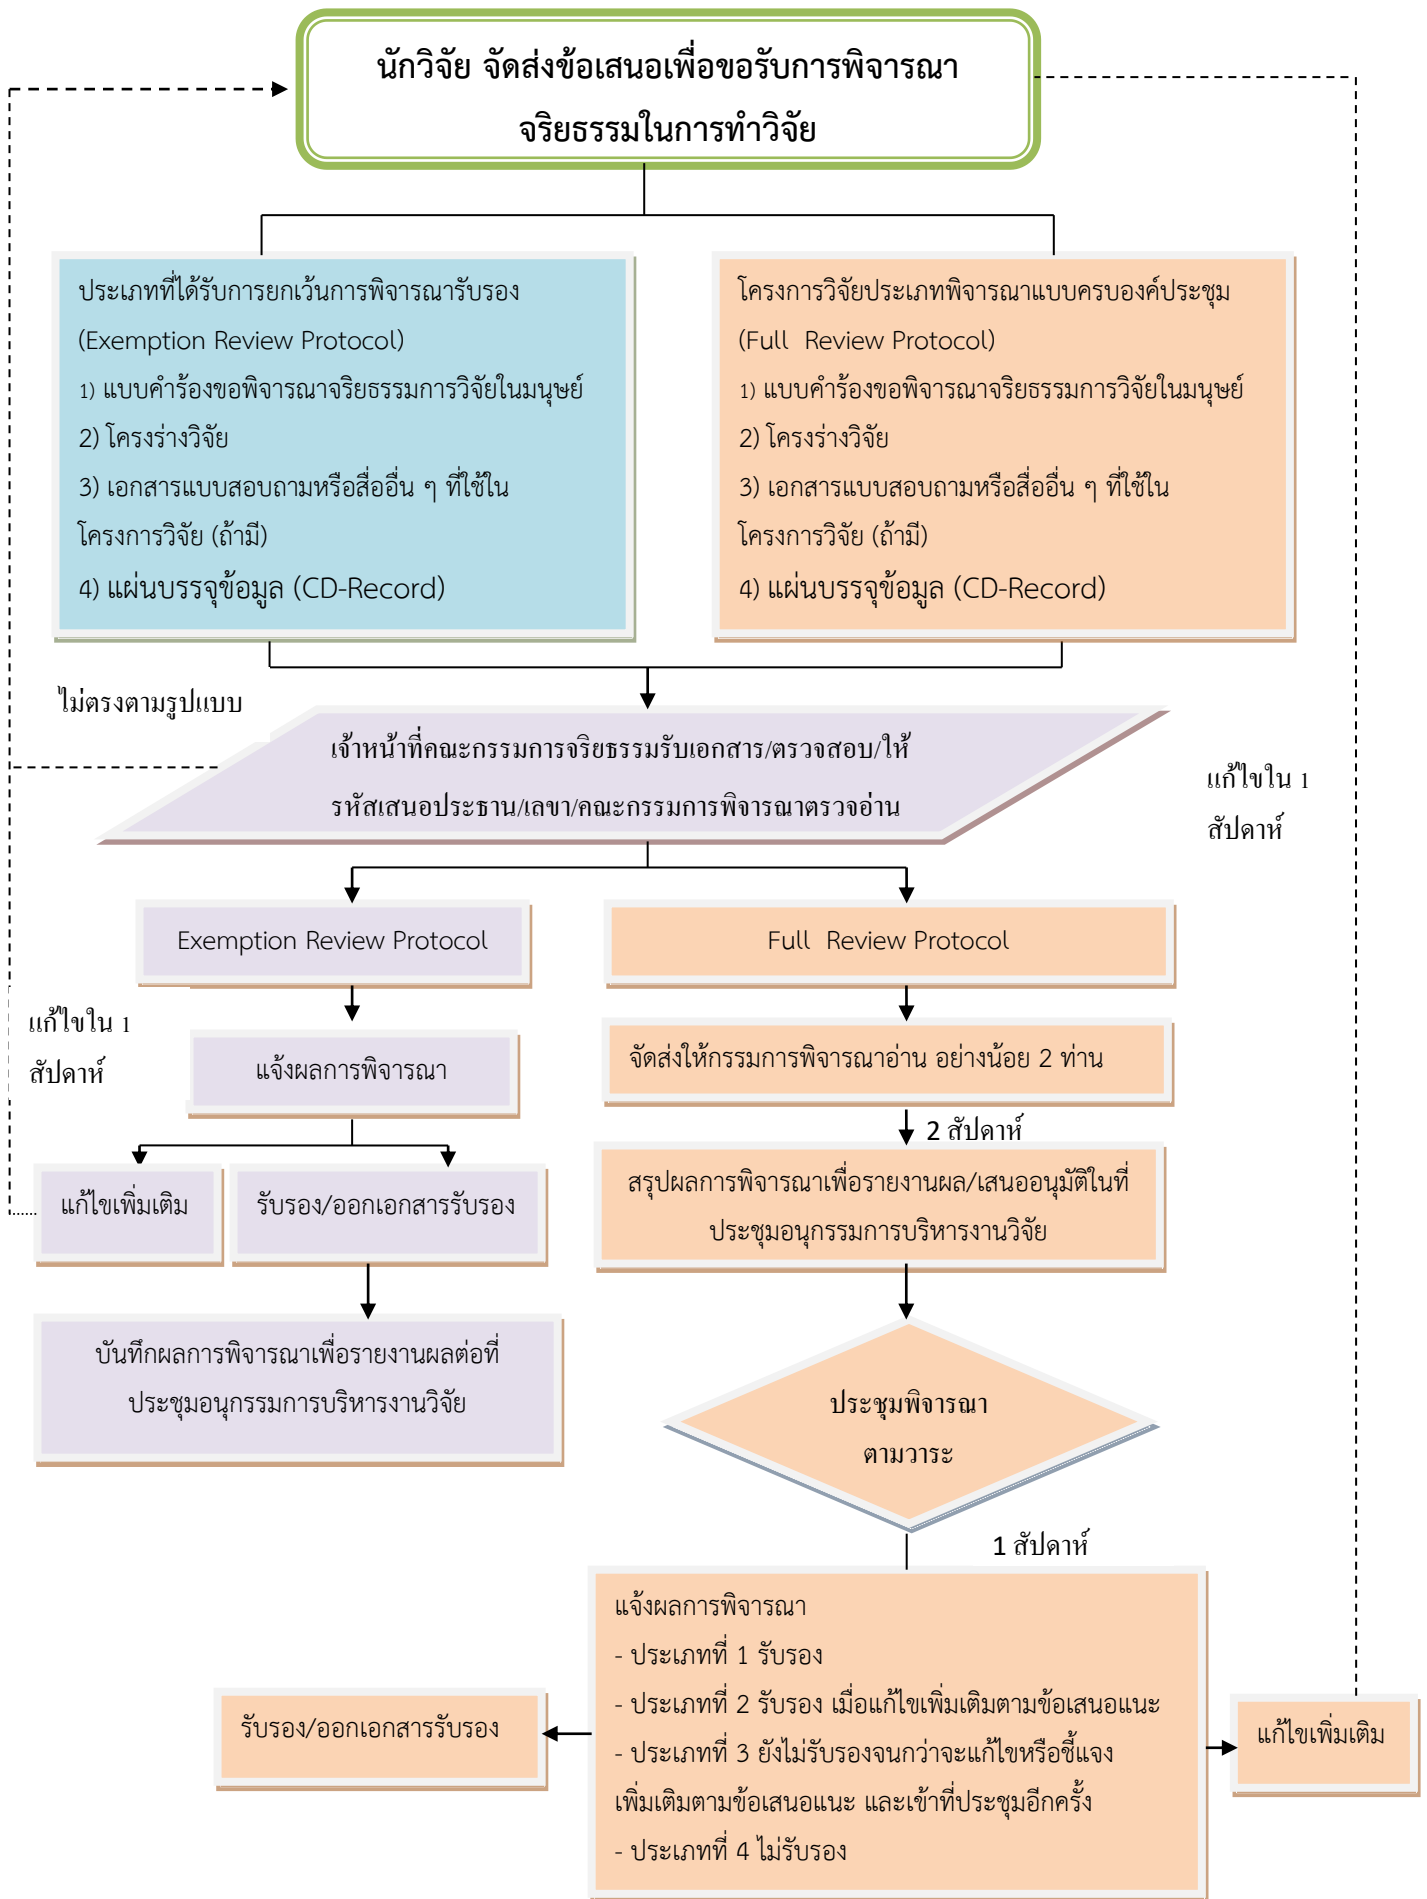 นักวิจัย จัดส่งข้อเสนอเพื่อขอรับการพิจารณา
จริยธรรมในการทำวิจัย
ประเภทที่ได้รับการยกเว้นการพิจารณารับรอง
(Exemption Review Protocol)
1) แบบคำร้องขอพิจารณาจริยธรรมการวิจัยในมนุษย์
2) โครงร่างวิจัย
3) เอกสารแบบสอบถามหรือสื่ออื่น ๆ ที่ใช้ใน
โครงการวิจัย (ถ้ามี)
4) แผ่นบรรจุข้อมูล (CD-Record)
โครงการวิจัยประเภทพิจารณาแบบครบองค์ประชุม
(Full Review Protocol)
1) แบบคำร้องขอพิจารณาจริยธรรมการวิจัยในมนุษย์
2) โครงร่างวิจัย
3) เอกสารแบบสอบถามหรือสื่ออื่น ๆ ที่ใช้ใน
โครงการวิจัย (ถ้ามี)
4) แผ่นบรรจุข้อมูล (CD-Record)
ไม่ตรงตามรูปแบบ
เจ้าหน้าที่คณะกรรมการจริยธรรมรับเอกสาร/ตรวจสอบ/ให้
รหัสเสนอประธาน/เลขา/คณะกรรมการพิจารณาตรวจอ่าน
แก้ไขใน 1
สัปดาห์
Exemption Review Protocol
Full Review Protocol
แก้ไขใน 1
สัปดาห์
แจ้งผลการพิจารณา
จัดส่งให้กรรมการพิจารณาอ่าน อย่างน้อย 2 ท่าน
2 สัปดาห์
แก้ไขเพิ่มเติม
รับรอง/ออกเอกสารรับรอง
สรุปผลการพิจารณาเพื่อรายงานผล/เสนออนุมัติในที่
ประชุมอนุกรรมการบริหารงานวิจัย
บันทึกผลการพิจารณาเพื่อรายงานผลต่อที่
ประชุมอนุกรรมการบริหารงานวิจัย
ประชุมพิจารณา
ตามวาระ
1 สัปดาห์
แจ้งผลการพิจารณา
- ประเภทที่ 1 รับรอง
- ประเภทที่ 2 รับรอง เมื่อแก้ไขเพิ่มเติมตามข้อเสนอแนะ
- ประเภทที่ 3 ยังไม่รับรองจนกว่าจะแก้ไขหรือชี้แจง
เพิ่มเติมตามข้อเสนอแนะ และเข้าที่ประชุมอีกครั้ง
- ประเภทที่ 4 ไม่รับรอง
รับรอง/ออกเอกสารรับรอง
แก้ไขเพิ่มเติม